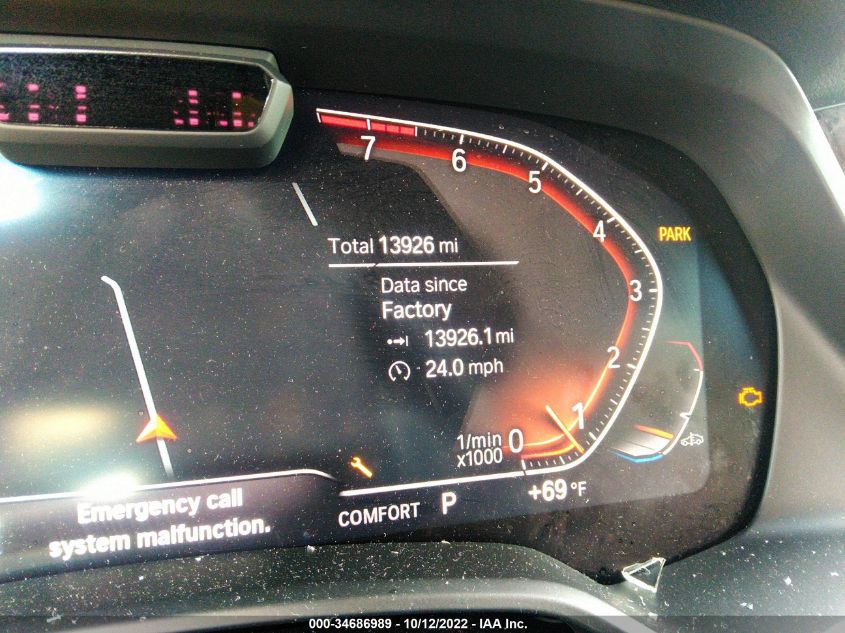 7
6
5
4
3
2
1
0
PARK
Total 13926 mi
Data since
Factory
13926.1 mi
24.0 mph
1/min
x1000
Emergency call
system malfunction.
COMFORT P +69 °F
000-34686989 - 10/12/2022 - IAA Inc.